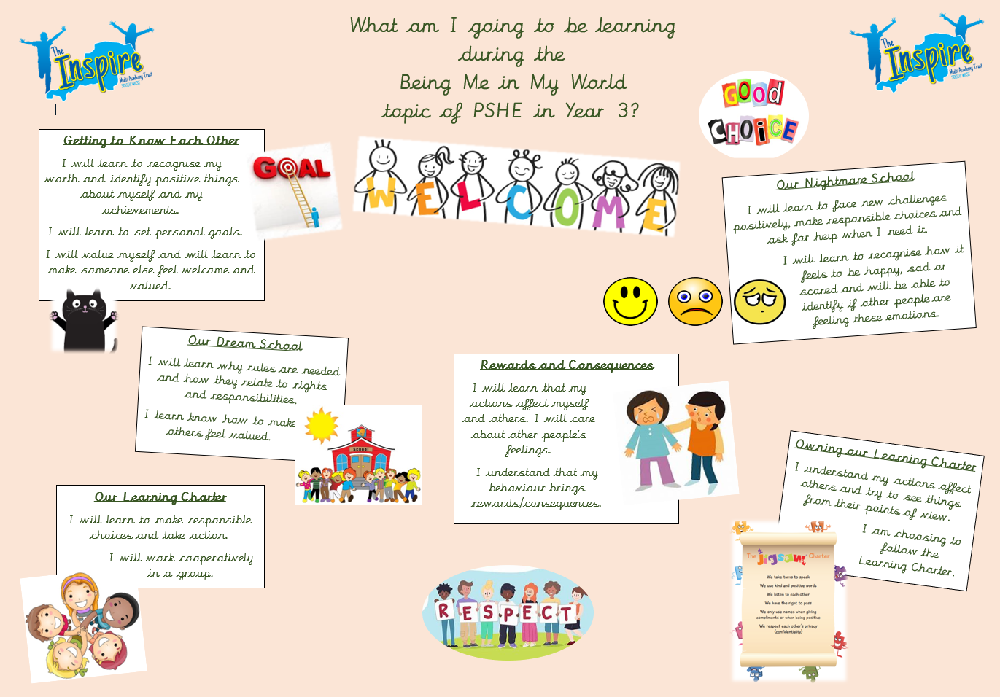 What am I going to be learning
during the
Being Me in My World
topic of PSHE in Year 3?
The
Inspire
Multi Academy Trust
SOUTH WEST
The
Inspire
Multi Academy Trust
SOUTH WEST
GOOD
CHOICE
Getting to Know Each Other
I will learn to recognise my
worth and identify positive things
about myself and my
achievements.
I will learn to set personal goals.
I will value myself and will learn to
make someone else feel welcome and
valued.
GOAL
WELCOME
Our Nightmare School
I will learn to face new challenges
positively, make responsible choices and
ask for help when I need it.
I will learn to recognise how it
feels to be happy, sad or
scared and will be able to
identify if other people are
feeling these emotions.
Our Dream School
I will learn why rules are needed
and how they relate to rights
and responsibilities.
I learn know how to make
others feel valued.
School
Rewards and Consequences
I will learn that my
actions affect myself
and others. I will care
about other people's
feelings.
I understand that my
behaviour brings
rewards/consequences.
Owning our Learning Charter
I understand my actions affect
others and try to see things
from their points of view.
I am choosing to
follow the
Learning Charter.
Our Learning Charter
I will learn to make responsible
choices and take action.
I will work cooperatively
in a group.
RESPECT
The Jigsaw Charter
We take turns to speak
We use kind and positive words
We listen to each other
We have the right to pass
We only use names when giving
compliments or when being positive
We respect each other's privacy
(confidentiality)